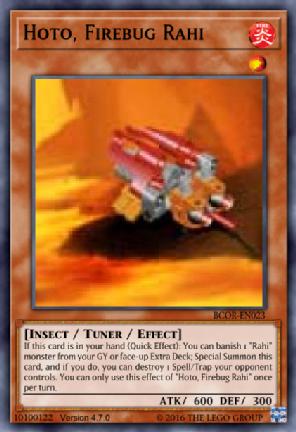 HOTO, FIREBUG RAHI
炎
BCOR-EN023
[INSECT / TUNER / EFFECT]
If this card is in your hand (Quick Effect): You can banish 1 "Rahi"
monster from your GY or face-up Extra Deck; Special Summon this
card, and if you do, you can destroy 1 Spell/Trap your opponent
controls. You can only use this effect of "Hoto, Firebug Rahi" once
per turn.
ATK/ 600 DEF/ 300
10100122 Version 4.7.0 ©2016 THE LEGO GROUP